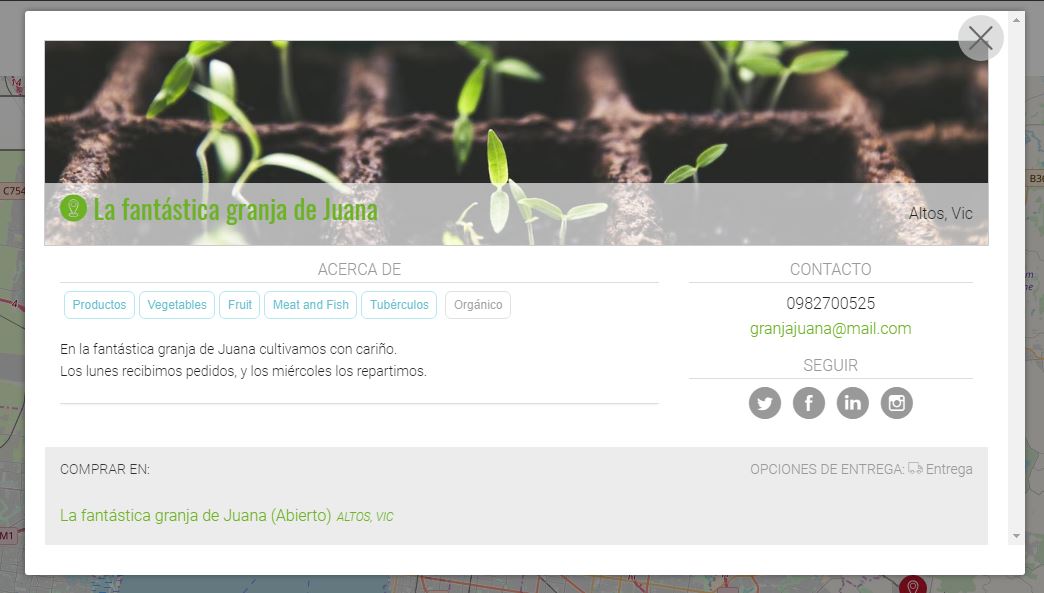 La fantástica granja de Juana
Altos, Vic
ACERCA DE
Productos Vegetables Fruit Meat and Fish Tubérculos Orgánico
En la fantástica granja de Juana cultivamos con cariño.
Los lunes recibimos pedidos, y los miércoles los repartimos.
CONTACTO
0982700525
granjajuana@mail.com
SEGUIR
COMPRAR EN:
OPCIONES DE ENTREGA: Entrega
La fantástica granja de Juana (Abierto) ALTOS, VIC
C754
M1